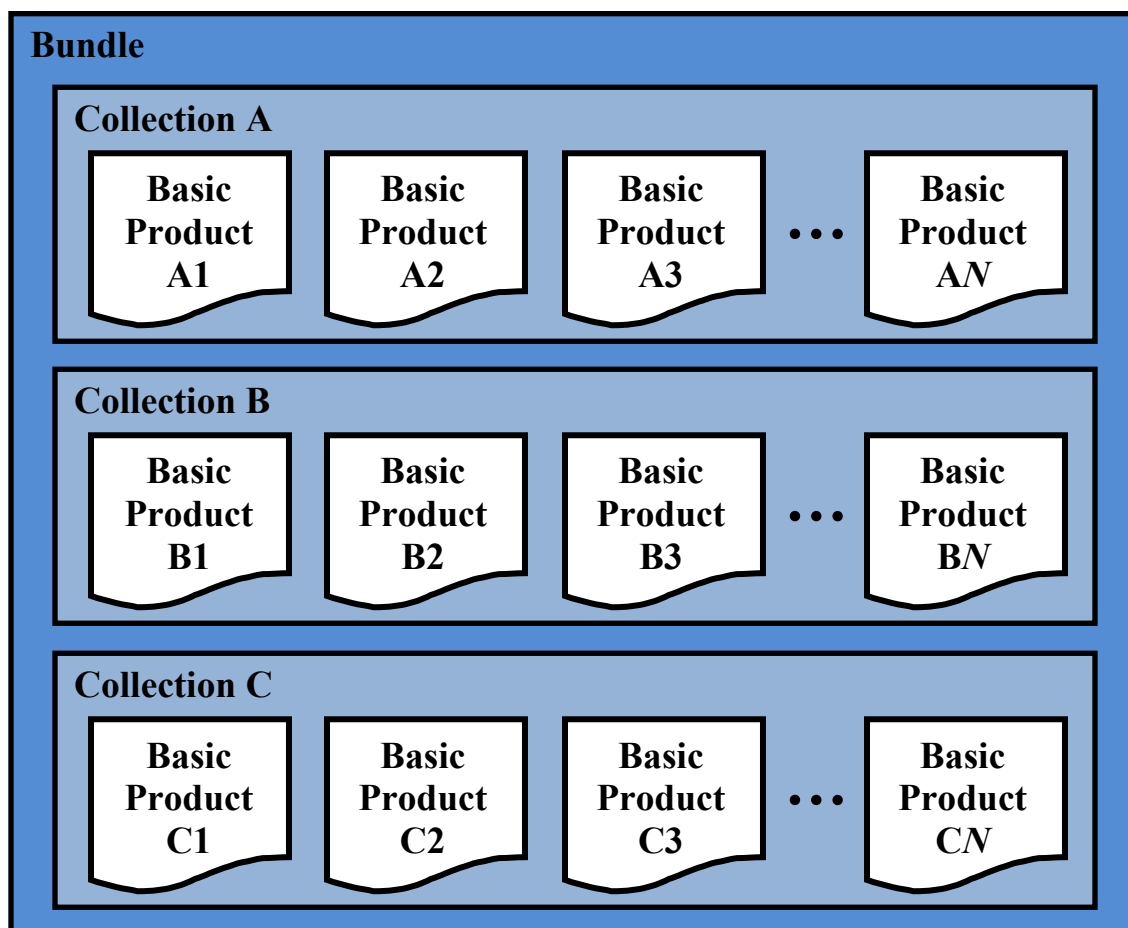 Bundle
Collection A
Basic
Product
A1
Basic
Product
A2
Basic
Product
A3
...
Basic
Product
AN
Collection B
Basic
Product
B1
Basic
Product
B2
Basic
Product
B3
...
Basic
Product
BN
Collection C
Basic
Product
C1
Basic
Product
C2
Basic
Product
C3
...
Basic
Product
CN